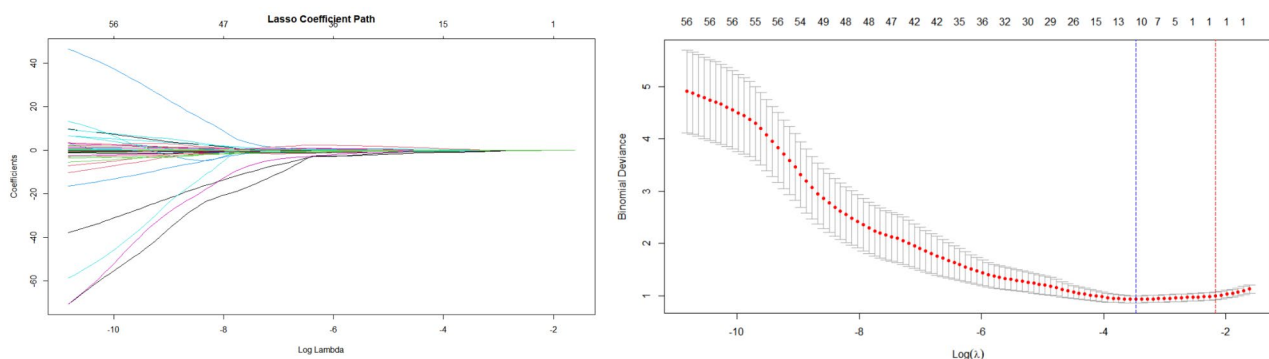 Lasso Coefficient Path
56 47 36 15 1
40
20
0
-20
-40
-60
Coefficients
-10 -8 -6 -4 -2
Log Lambda
56 56 56 55 56 54 49 48 48 47 42 42 35 36 32 30 29 26 15 13 10 7 5 1 1 1 1
5
4
3
2
1
Binomial Deviance
-10 -8 -6 -4 -2
Log(λ)